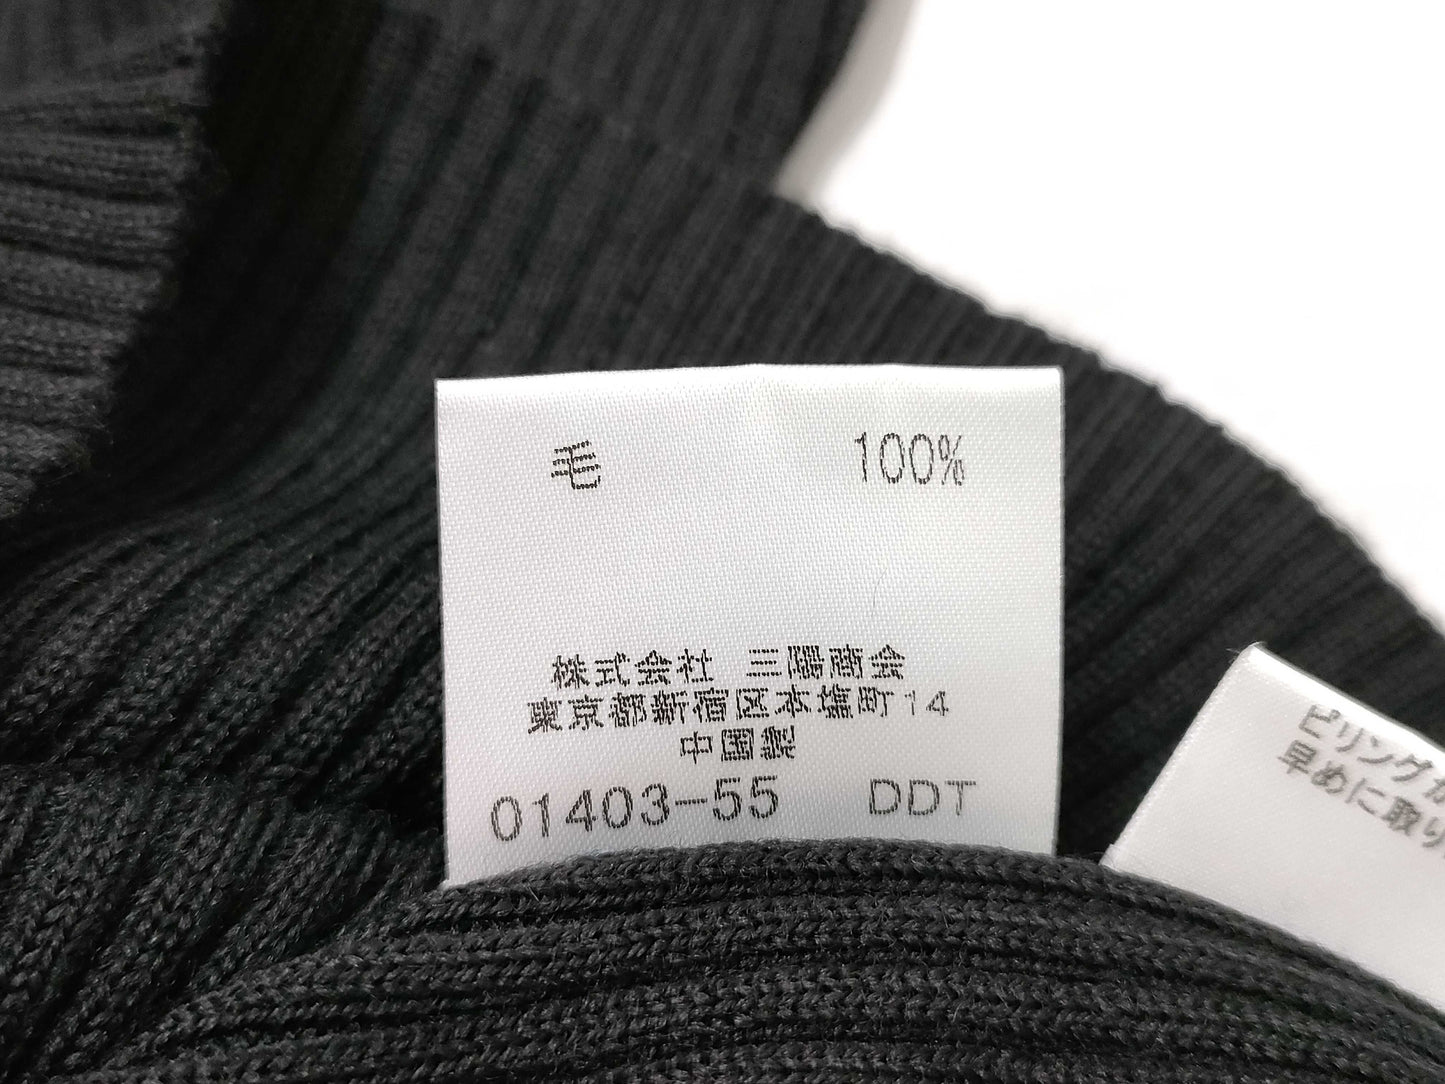 毛 100%
株式会社 三陽商会
東京都新宿区本塩町14
中国製
01403-55 DDT
ピリングが
早めに取り